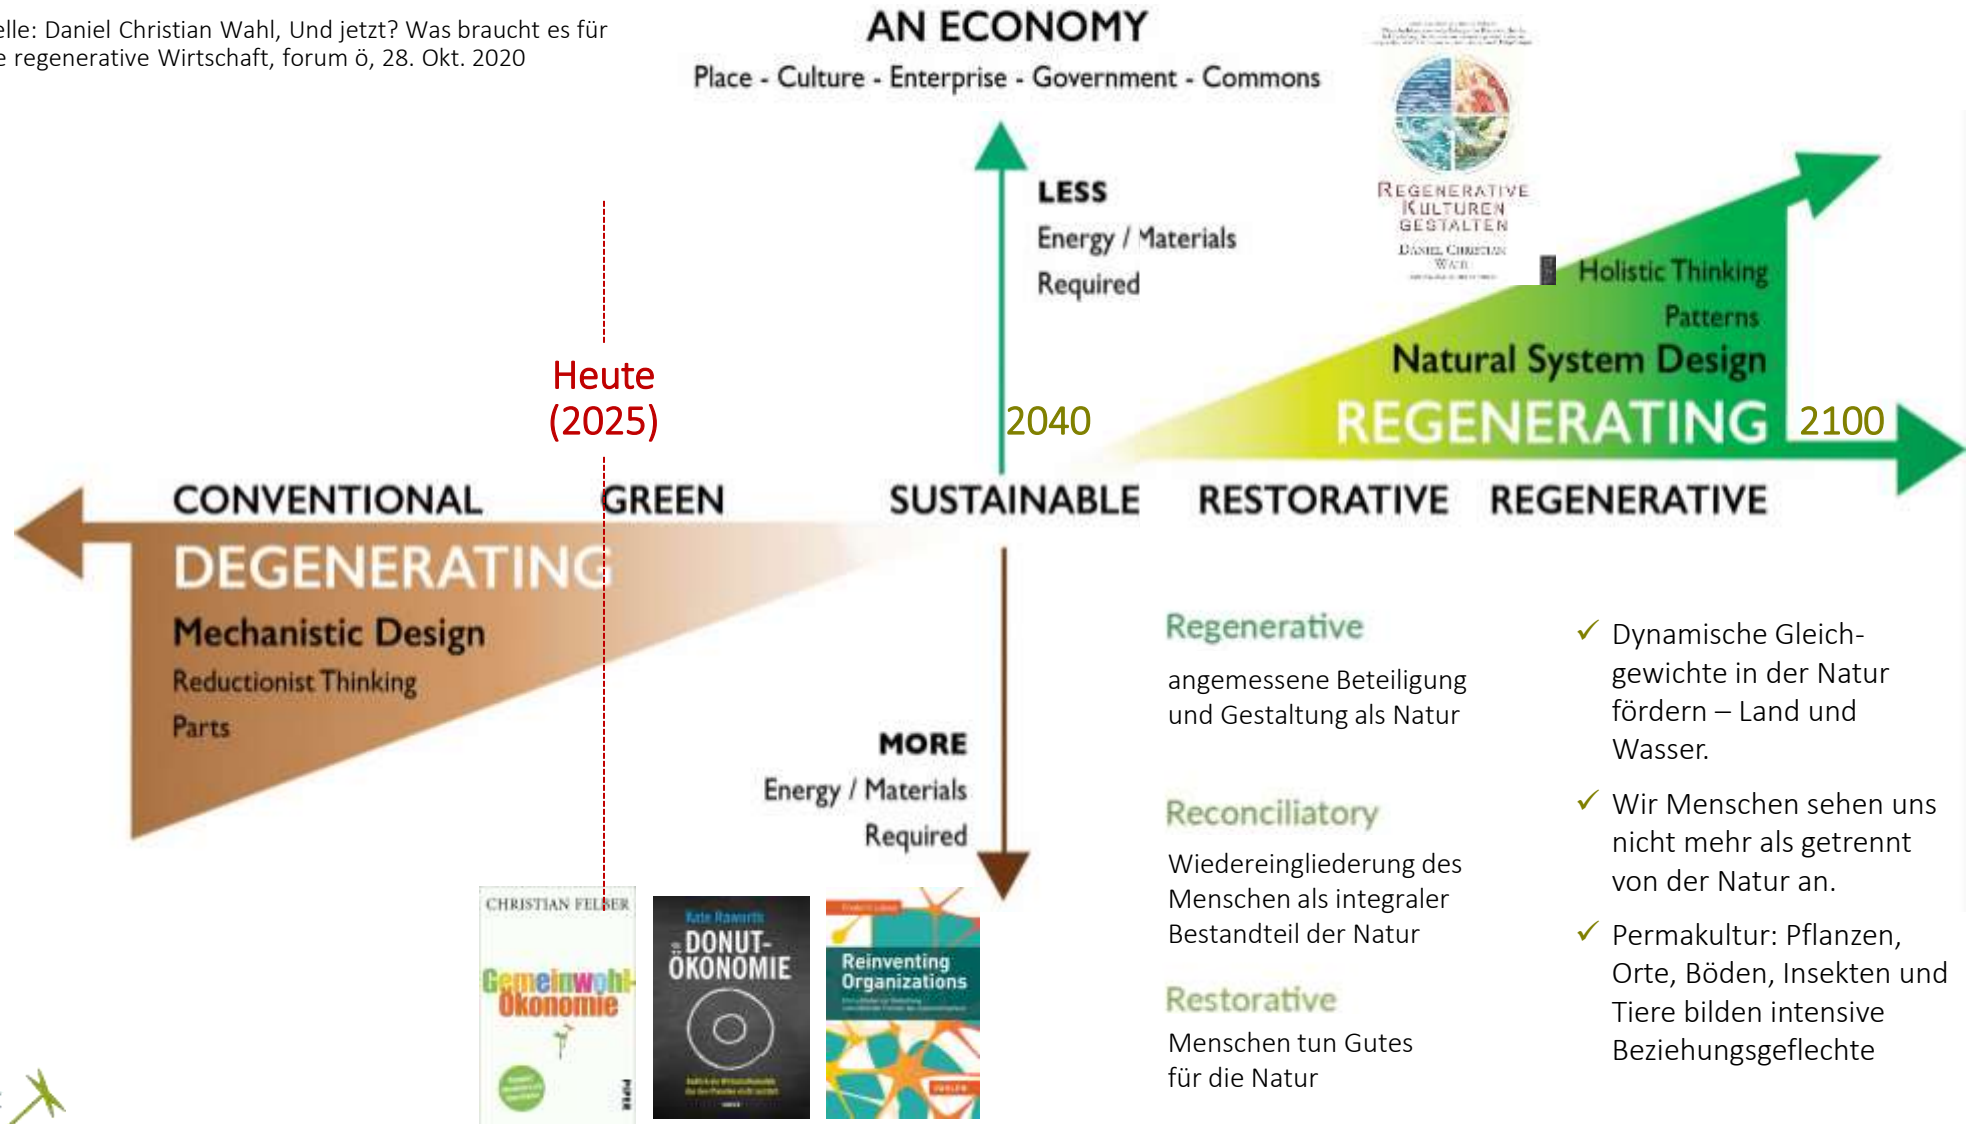 elle: Daniel Christian Wahl, Und jetzt? Was braucht es für
e regenerative Wirtschaft, forum ö, 28. Okt. 2020
AN ECONOMY
Place - Culture - Enterprise - Government - Commons
LESS
Energy / Materials
Required
REGENERATIVE
KULTUREN
GESTALTEN
DANIEL CHRISTIAN
WAHL
Holistic Thinking
Patterns
Natural System Design
REGENERATING
Heute
(2025)
2040
2100
CONVENTIONAL
GREEN
SUSTAINABLE
RESTORATIVE
REGENERATIVE
DEGENERATING
Mechanistic Design
Reductionist Thinking
Parts
MORE
Energy / Materials
Required
Regenerative
angemessene Beteiligung
und Gestaltung als Natur
Reconciliatory
Wiedereingliederung des
Menschen als integraler
Bestandteil der Natur
Restorative
Menschen tun Gutes
für die Natur
✓ Dynamische Gleich-
gewichte in der Natur
fördern – Land und
Wasser.
✓ Wir Menschen sehen uns
nicht mehr als getrennt
von der Natur an.
✓ Permakultur: Pflanzen,
Orte, Böden, Insekten und
Tiere bilden intensive
Beziehungsgeflechte
CHRISTIAN FELBER
Gemeinwohl-
Ökonomie
PIPER
Kate Raworth
DIE
DONUT-
ÖKONOMIE
Reinventing
Organizations